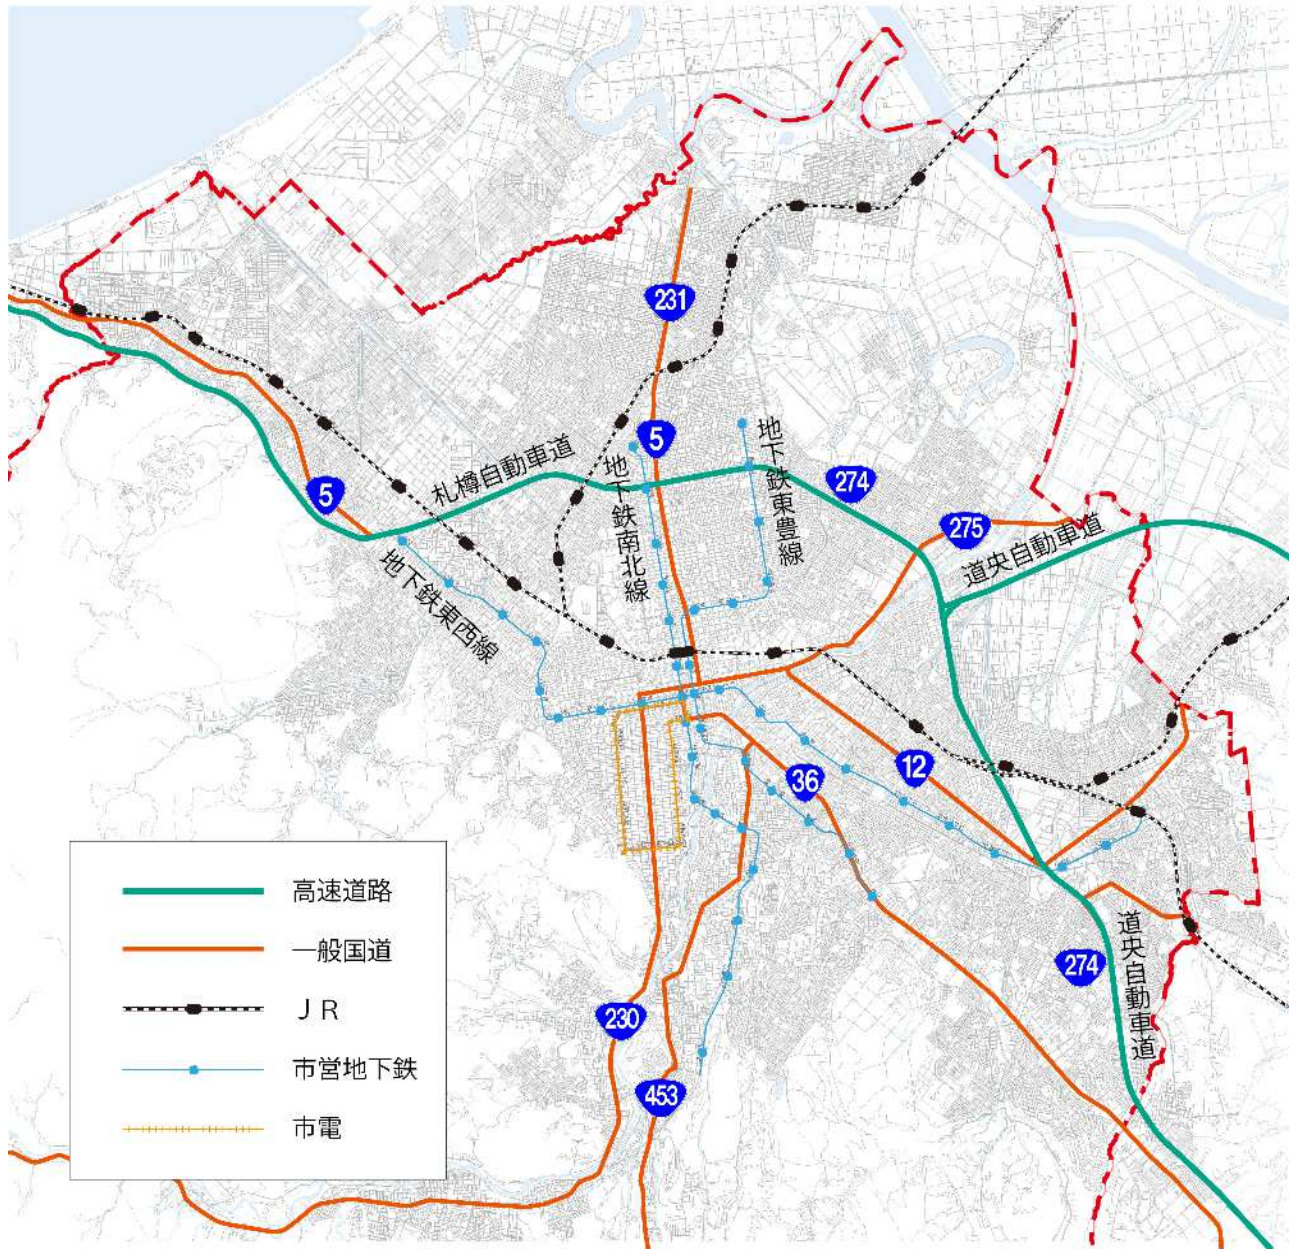 231
5
地下鉄東豊線
札樽自動車道
地下鉄南北線
274
5
275
道央自動車道
地下鉄東西線
12
36
高速道路
一般国道
JR
市営地下鉄
市電
274
道央自動車道
230
453